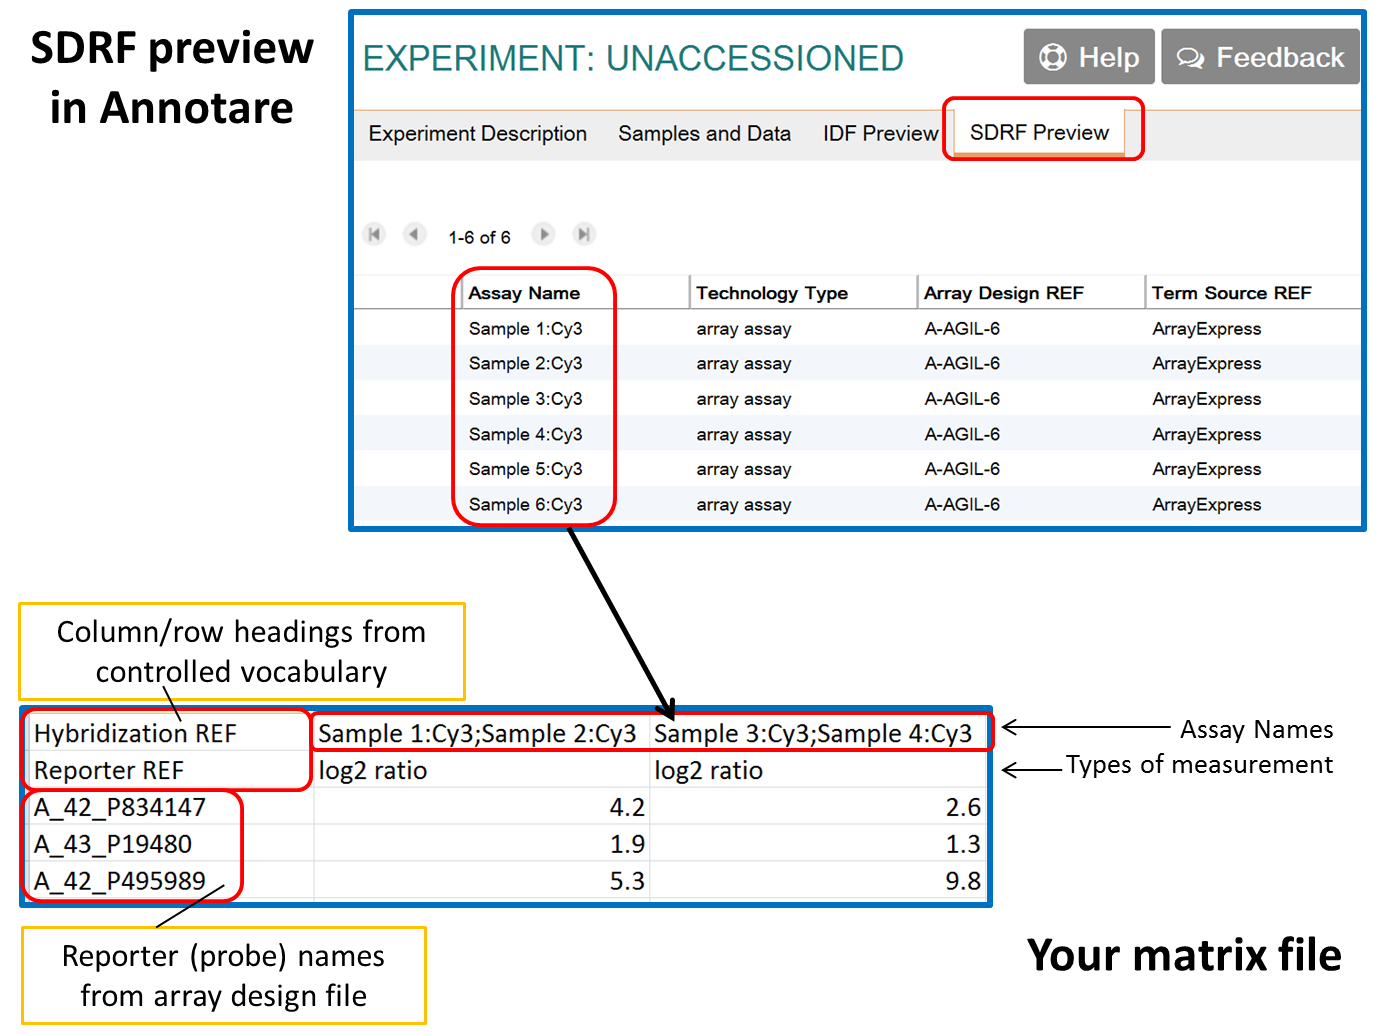 SDRF preview
in Annotare
EXPERIMENT: UNACCESSIONED
Help
Feedback
Experiment Description
Samples and Data
IDF Preview
SDRF Preview
1-6 of 6
Assay Name Technology Type Array Design REF Term Source REF
Sample 1:Cy3 array assay A-AGIL-6 ArrayExpress
Sample 2:Cy3 array assay A-AGIL-6 ArrayExpress
Sample 3:Cy3 array assay A-AGIL-6 ArrayExpress
Sample 4:Cy3 array assay A-AGIL-6 ArrayExpress
Sample 5:Cy3 array assay A-AGIL-6 ArrayExpress
Sample 6:Cy3 array assay A-AGIL-6 ArrayExpress
Column/row headings from
controlled vocabulary
Hybridization REF Sample 1:Cy3;Sample 2:Cy3 Sample 3:Cy3;Sample 4:Cy3
Assay Names
Reporter REF log2 ratio log2 ratio
Types of measurement
A_42_P834147 4.2 2.6
A_43_P19480 1.9 1.3
A_42_P495989 5.3 9.8
Reporter (probe) names
from array design file
Your matrix file